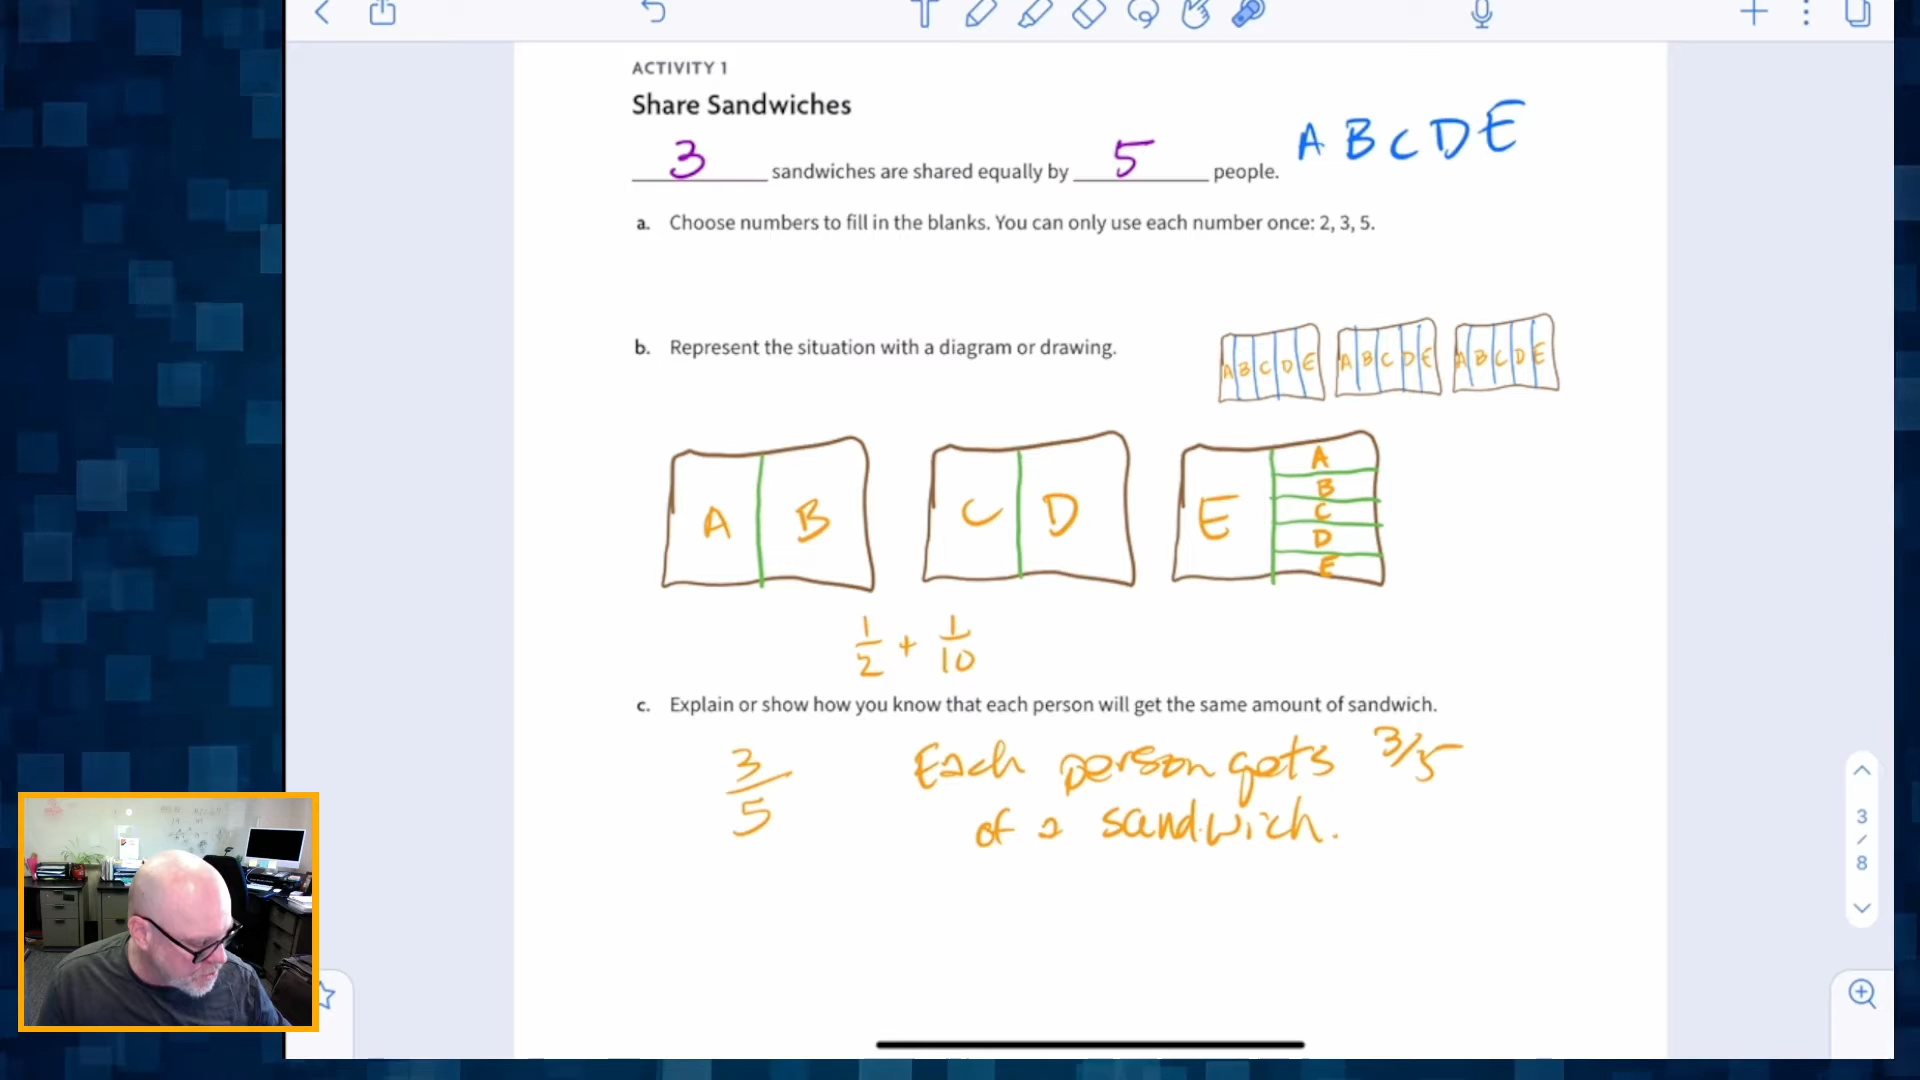 ACTIVITY 1
Share Sandwiches
A B C D E
3 sandwiches are shared equally by 5 people.
a. Choose numbers to fill in the blanks. You can only use each number once: 2, 3, 5.
b. Represent the situation with a diagram or drawing.
A B C D E A B C D E A B C D E
A B C D E A B C D E
1/2 + 1/10
c. Explain or show how you know that each person will get the same amount of sandwich.
3/5 Each person gets 3/5
of a sandwich.
3
/
8